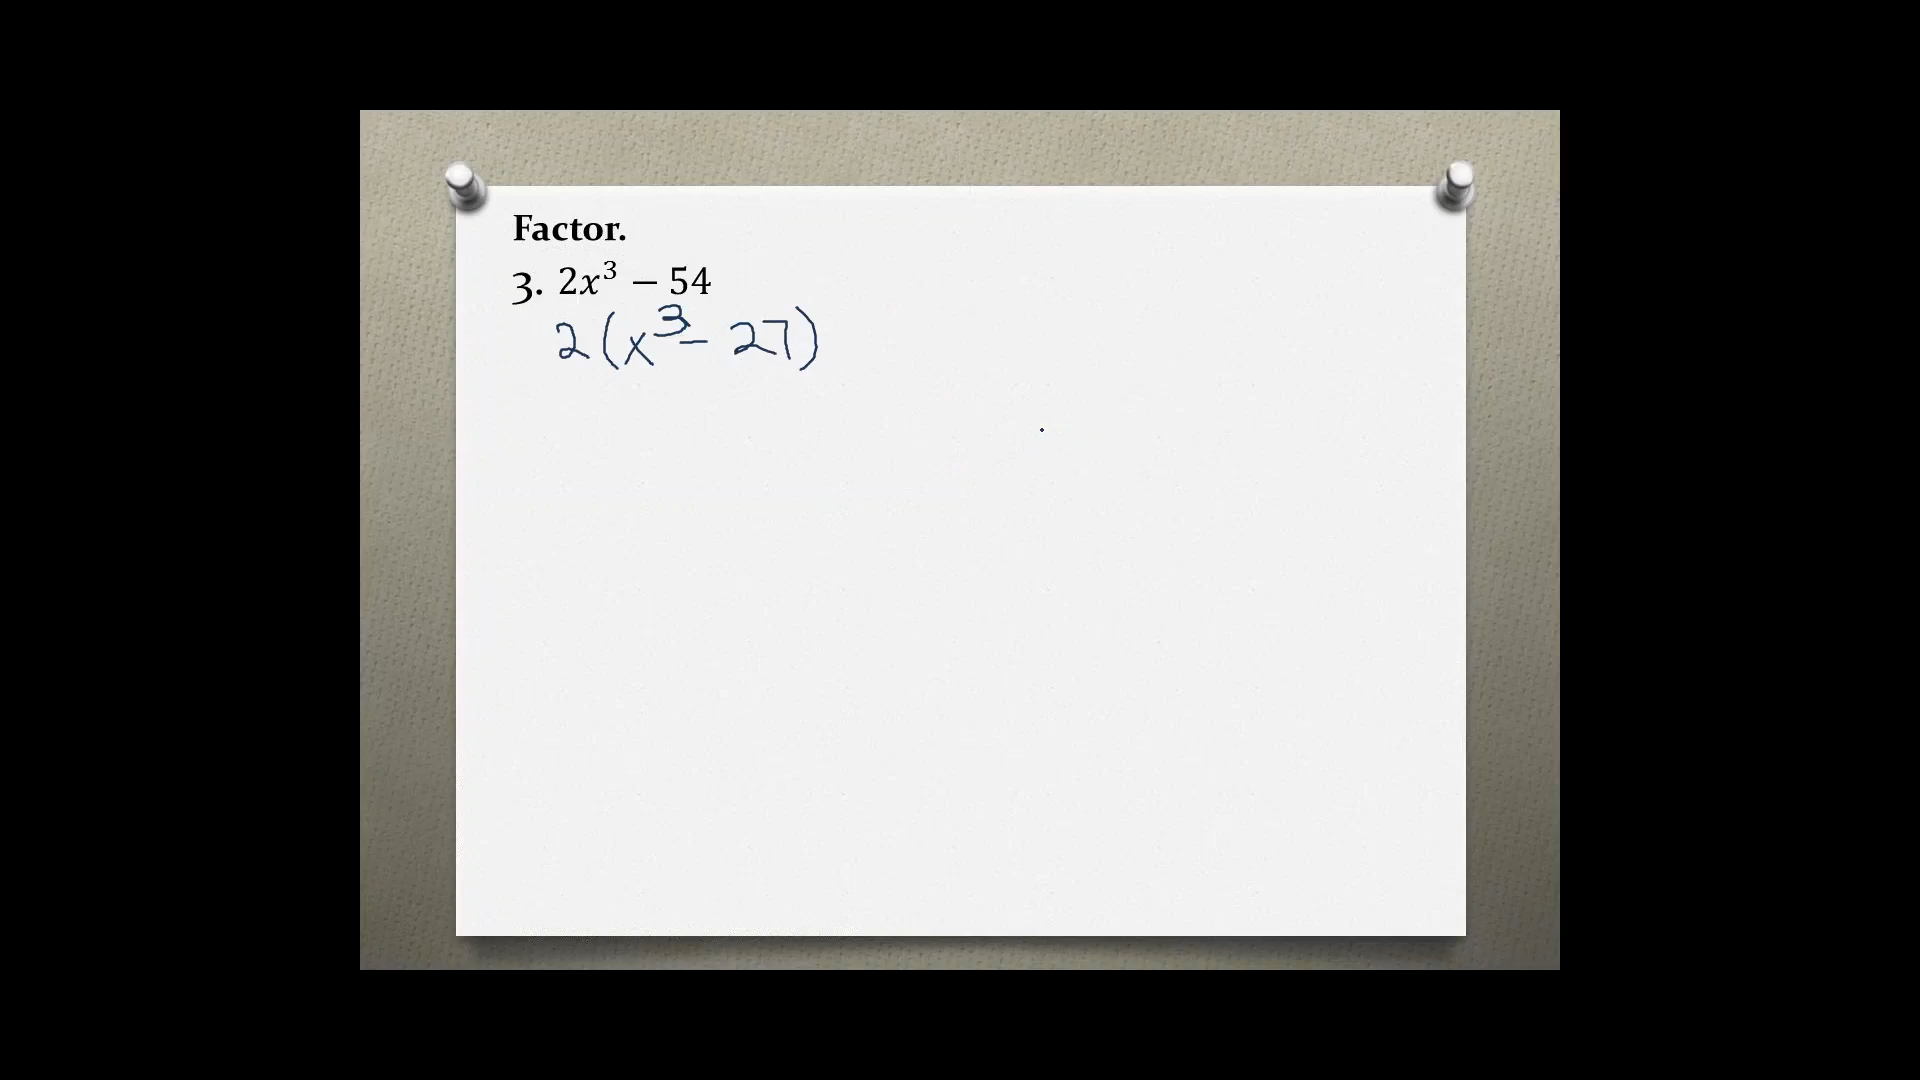 Factor.
3. 2x³ − 54
2(x³ - 27)